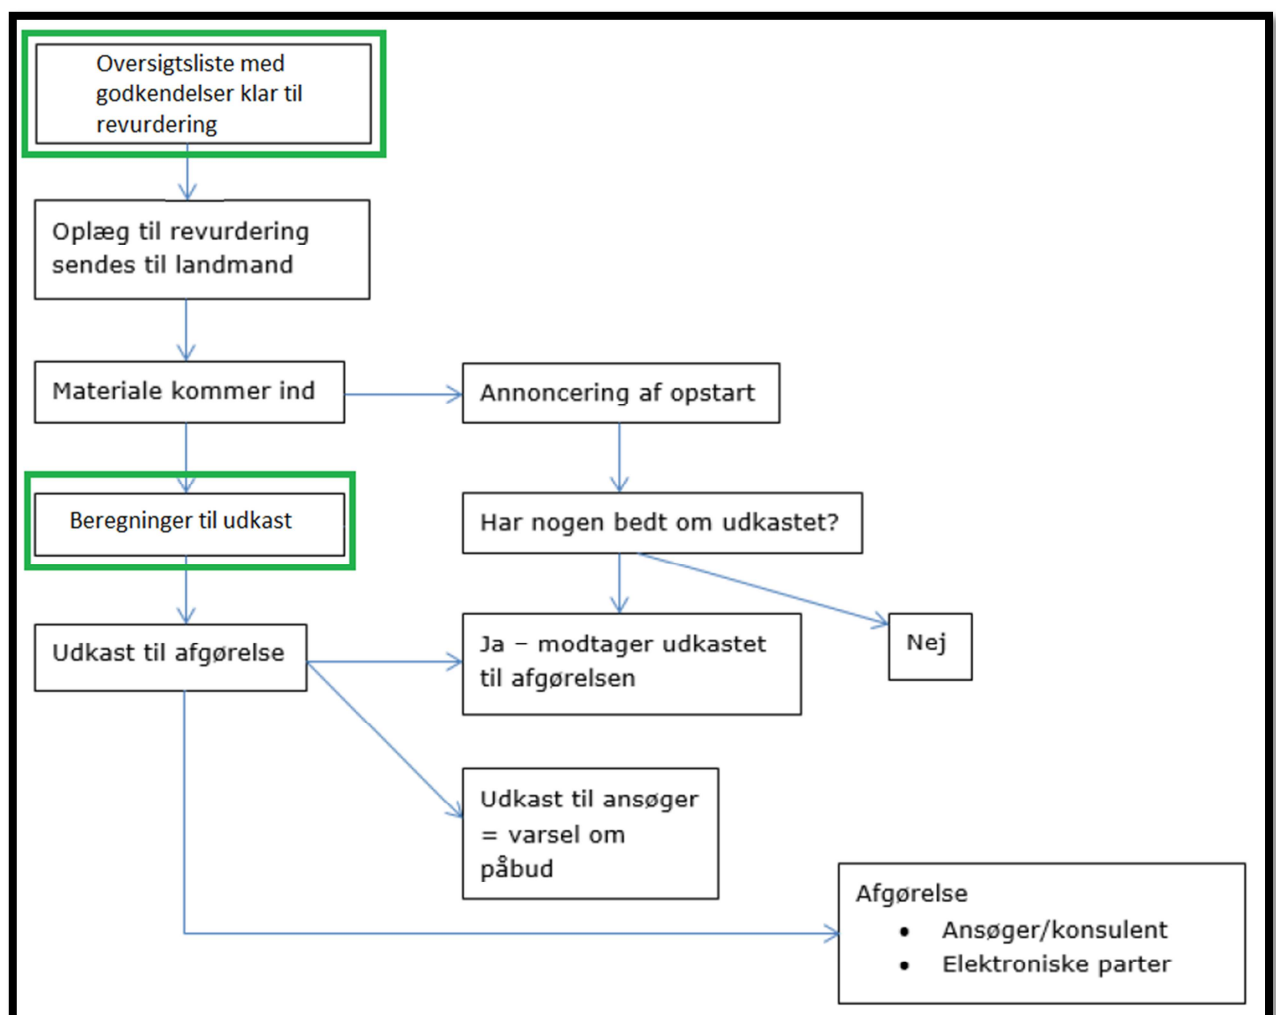 Oversigtsliste med
godkendelser klar til
revurdering
Oplæg til revurdering
sendes til landmand
Materiale kommer ind
Annoncering af opstart
Beregninger til udkast
Har nogen bedt om udkastet?
Udkast til afgørelse
Ja – modtager udkastet
til afgørelsen
Nej
Udkast til ansøger
= varsel om
påbud
Afgørelse
• Ansøger/konsulent
• Elektroniske parter